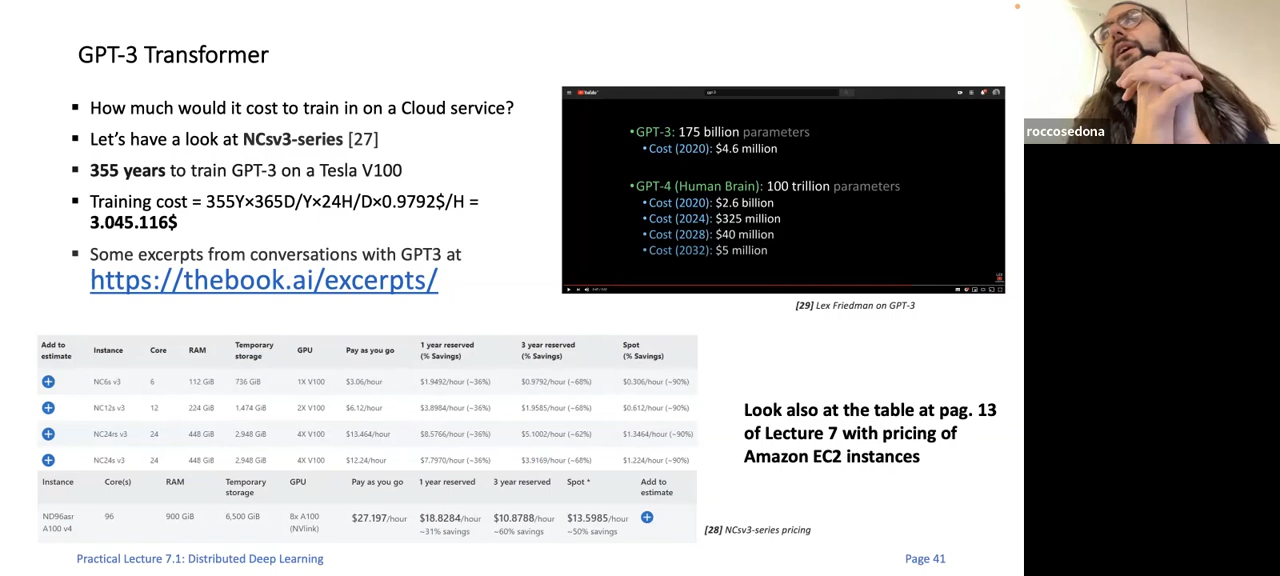 GPT-3 Transformer
▪ How much would it cost to train in on a Cloud service?
▪ Let's have a look at NCsv3-series [27]
▪ 355 years to train GPT-3 on a Tesla V100
▪ Training cost = 355Y×365D/Y×24H/D×0.9792$/H =
3.045.116$
▪ Some excerpts from conversations with GPT3 at
https://thebook.ai/excerpts/
•GPT-3: 175 billion parameters
•Cost (2020): $4.6 million
•GPT-4 (Human Brain): 100 trillion parameters
•Cost (2020): $2.6 billion
•Cost (2024): $325 million
•Cost (2028): $40 million
•Cost (2032): $5 million
[29] Lex Friedman on GPT-3
roccosedona
Add to estimate Instance Core RAM Temporary storage GPU Pay as you go 1 year reserved (% Savings) 3 year reserved (% Savings) Spot (% Savings)
NC6s v3 6 112 GiB 736 GiB 1X V100 $3.06/hour $1.9492/hour (~36%) $0.9792/hour (~68%) $0.306/hour (~90%)
NC12s v3 12 224 GiB 1.474 GiB 2X V100 $6.12/hour $3.8984/hour (~36%) $1.9585/hour (~68%) $0.612/hour (~90%)
NC24rs v3 24 448 GiB 2,948 GiB 4X V100 $13.464/hour $8.5766/hour (~36%) $5.1002/hour (~62%) $1.3464/hour (~90%)
NC24s v3 24 448 GiB 2,948 GiB 4X V100 $12.24/hour $7.7970/hour (~36%) $3.9169/hour (~68%) $1.224/hour (~90%)
Instance Core(s) RAM Temporary storage GPU Pay as you go 1 year reserved 3 year reserved Spot * Add to estimate
ND96asr A100 v4 96 900 GiB 6,500 GiB 8x A100 (NVlink) $27.197/hour $18.8284/hour ~31% savings $10.8788/hour ~60% savings $13.5985/hour ~50% savings
Look also at the table at pag. 13
of Lecture 7 with pricing of
Amazon EC2 instances
[28] NCsv3-series pricing
Practical Lecture 7.1: Distributed Deep Learning
Page 41